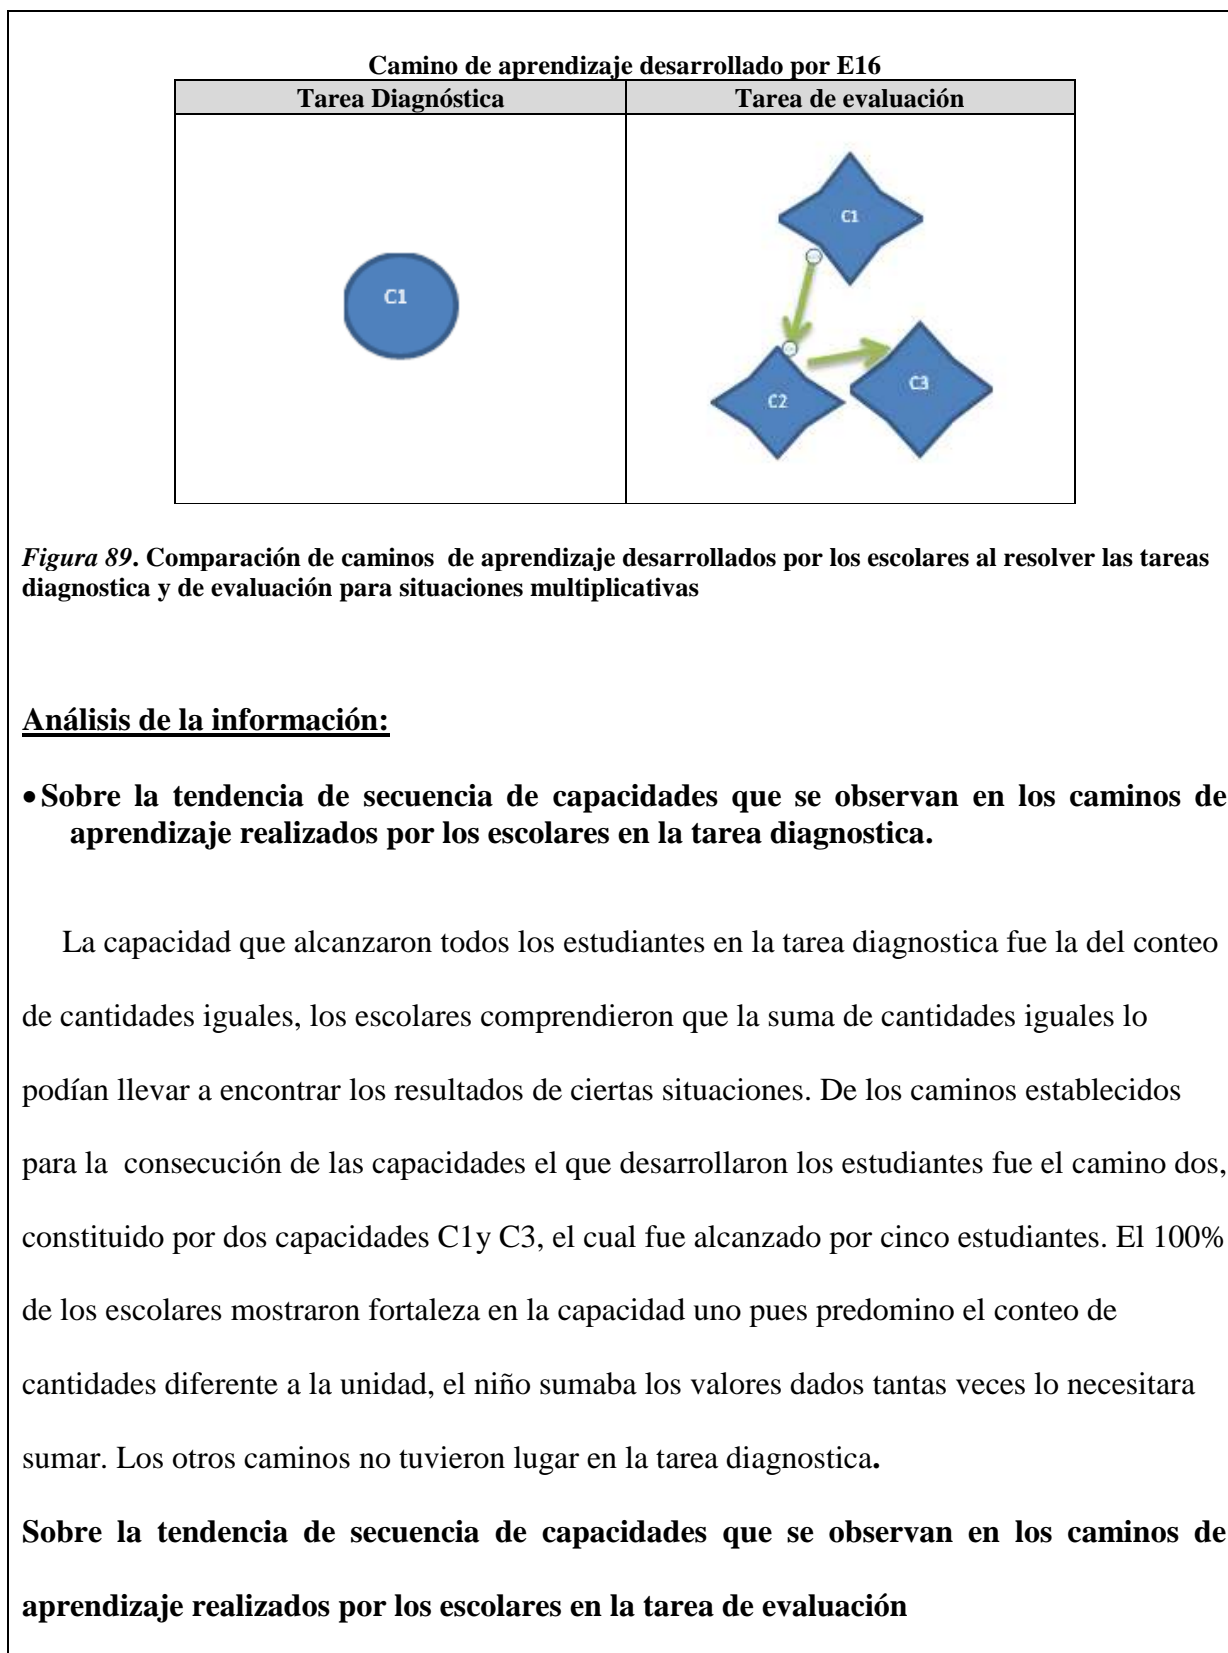 Camino de aprendizaje desarrollado por E16
Tarea Diagnóstica
Tarea de evaluación
C1
C1
C2
C3
Figura 89. Comparación de caminos de aprendizaje desarrollados por los escolares al resolver las tareas
diagnostica y de evaluación para situaciones multiplicativas
Análisis de la información:
•Sobre la tendencia de secuencia de capacidades que se observan en los caminos de
aprendizaje realizados por los escolares en la tarea diagnostica.
La capacidad que alcanzaron todos los estudiantes en la tarea diagnostica fue la del conteo
de cantidades iguales, los escolares comprendieron que la suma de cantidades iguales lo
podían llevar a encontrar los resultados de ciertas situaciones. De los caminos establecidos
para la consecución de las capacidades el que desarrollaron los estudiantes fue el camino dos,
constituido por dos capacidades C1y C3, el cual fue alcanzado por cinco estudiantes. El 100%
de los escolares mostraron fortaleza en la capacidad uno pues predomino el conteo de
cantidades diferente a la unidad, el niño sumaba los valores dados tantas veces lo necesitara
sumar. Los otros caminos no tuvieron lugar en la tarea diagnostica.
Sobre la tendencia de secuencia de capacidades que se observan en los caminos de
aprendizaje realizados por los escolares en la tarea de evaluación